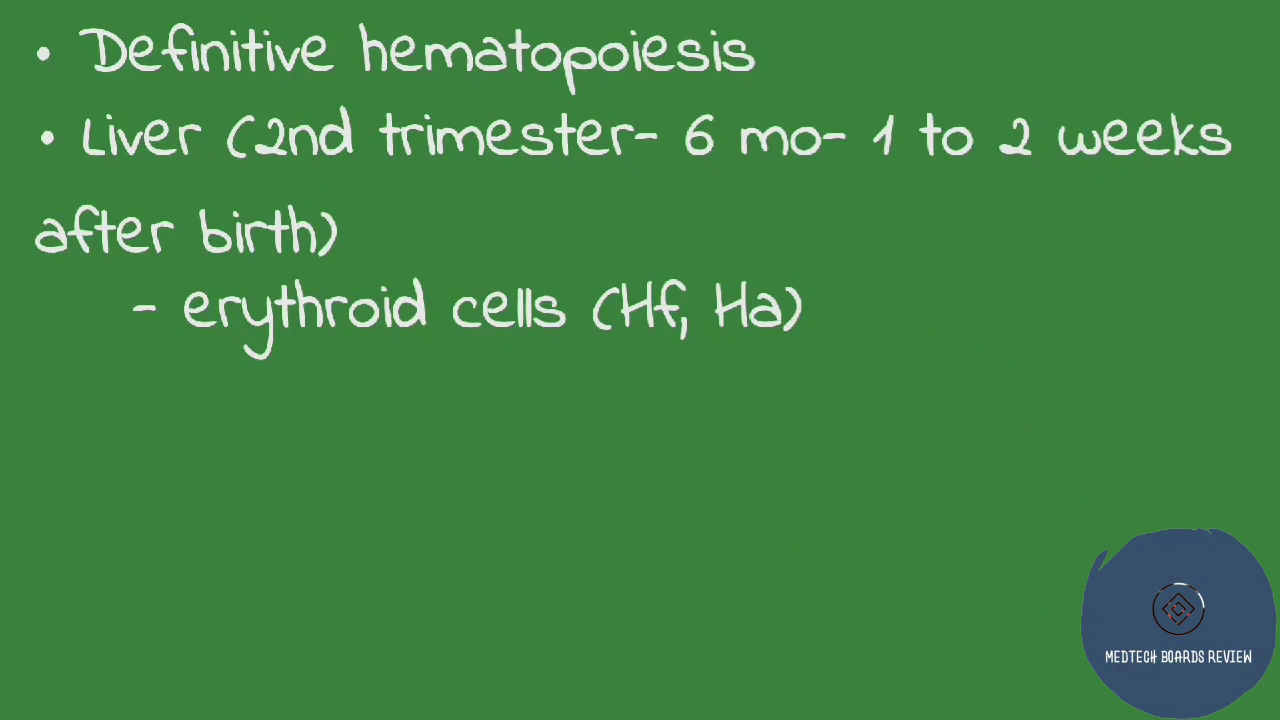 • Definitive hematopoiesis
• Liver (2nd trimester- 6 mo- 1 to 2 weeks
after birth)
- erythroid cells (Hf, Ha)
MEDTECH BOARDS REVIEW